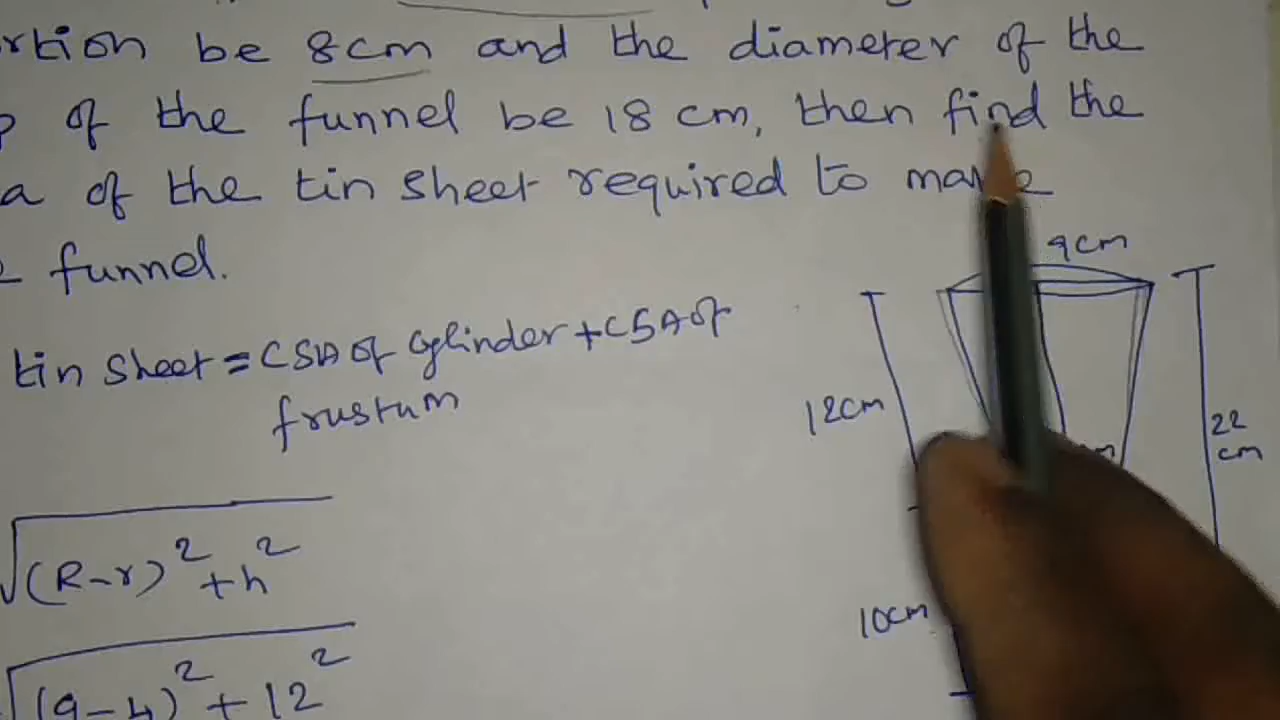 be 8cm and the diameter of the
of the funnel be 18 cm, then find the
of the tin sheet required to make
funnel.
9cm
tin sheet = CSA of cylinder + CSA of
frustum
12cm
22
cm
√(R-r)² + h²
10cm
√(9-4)² + 12²